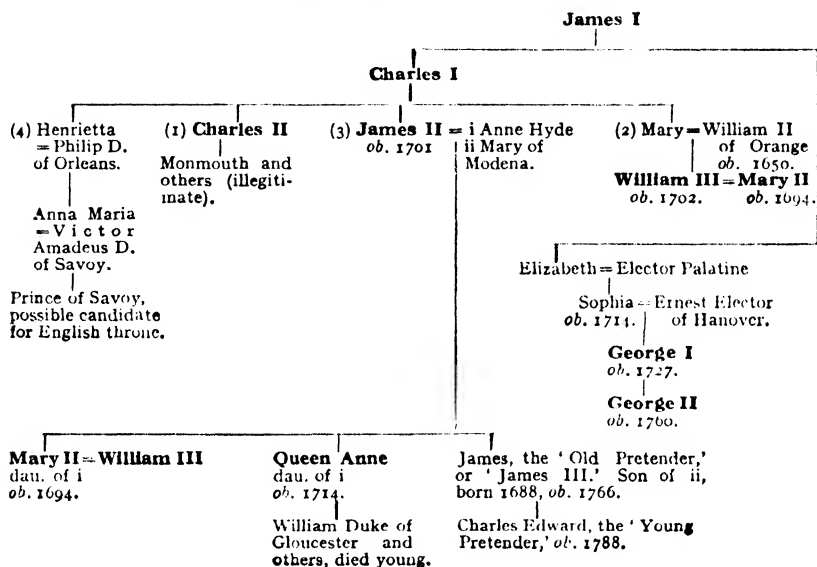 James I
Charles I
(4) Henrietta
= Philip D.
of Orleans.
Anna Maria
= Victor
Amadeus D.
of Savoy.
Prince of Savoy,
possible candidate
for English throne.
(1) Charles II
Monmouth and
others (illegiti-
mate).
(3) James II = i Anne Hyde
ob. 1701 ii Mary of
Modena.
(2) Mary = William II
of Orange
ob. 1650.
William III = Mary II
ob. 1702. ob. 1694.
Elizabeth = Elector Palatine
Sophia = Ernest Elector
ob. 1714. of Hanover.
George I
ob. 1727.
George II
ob. 1760.
Mary II = William III
dau. of i
ob. 1694.
Queen Anne
dau. of i
ob. 1714.
William Duke of
Gloucester and
others, died young.
James, the ' Old Pretender,'
or ' James III.' Son of ii,
born 1688, ob. 1766.
Charles Edward, the ' Young
Pretender,' ob. 1788.